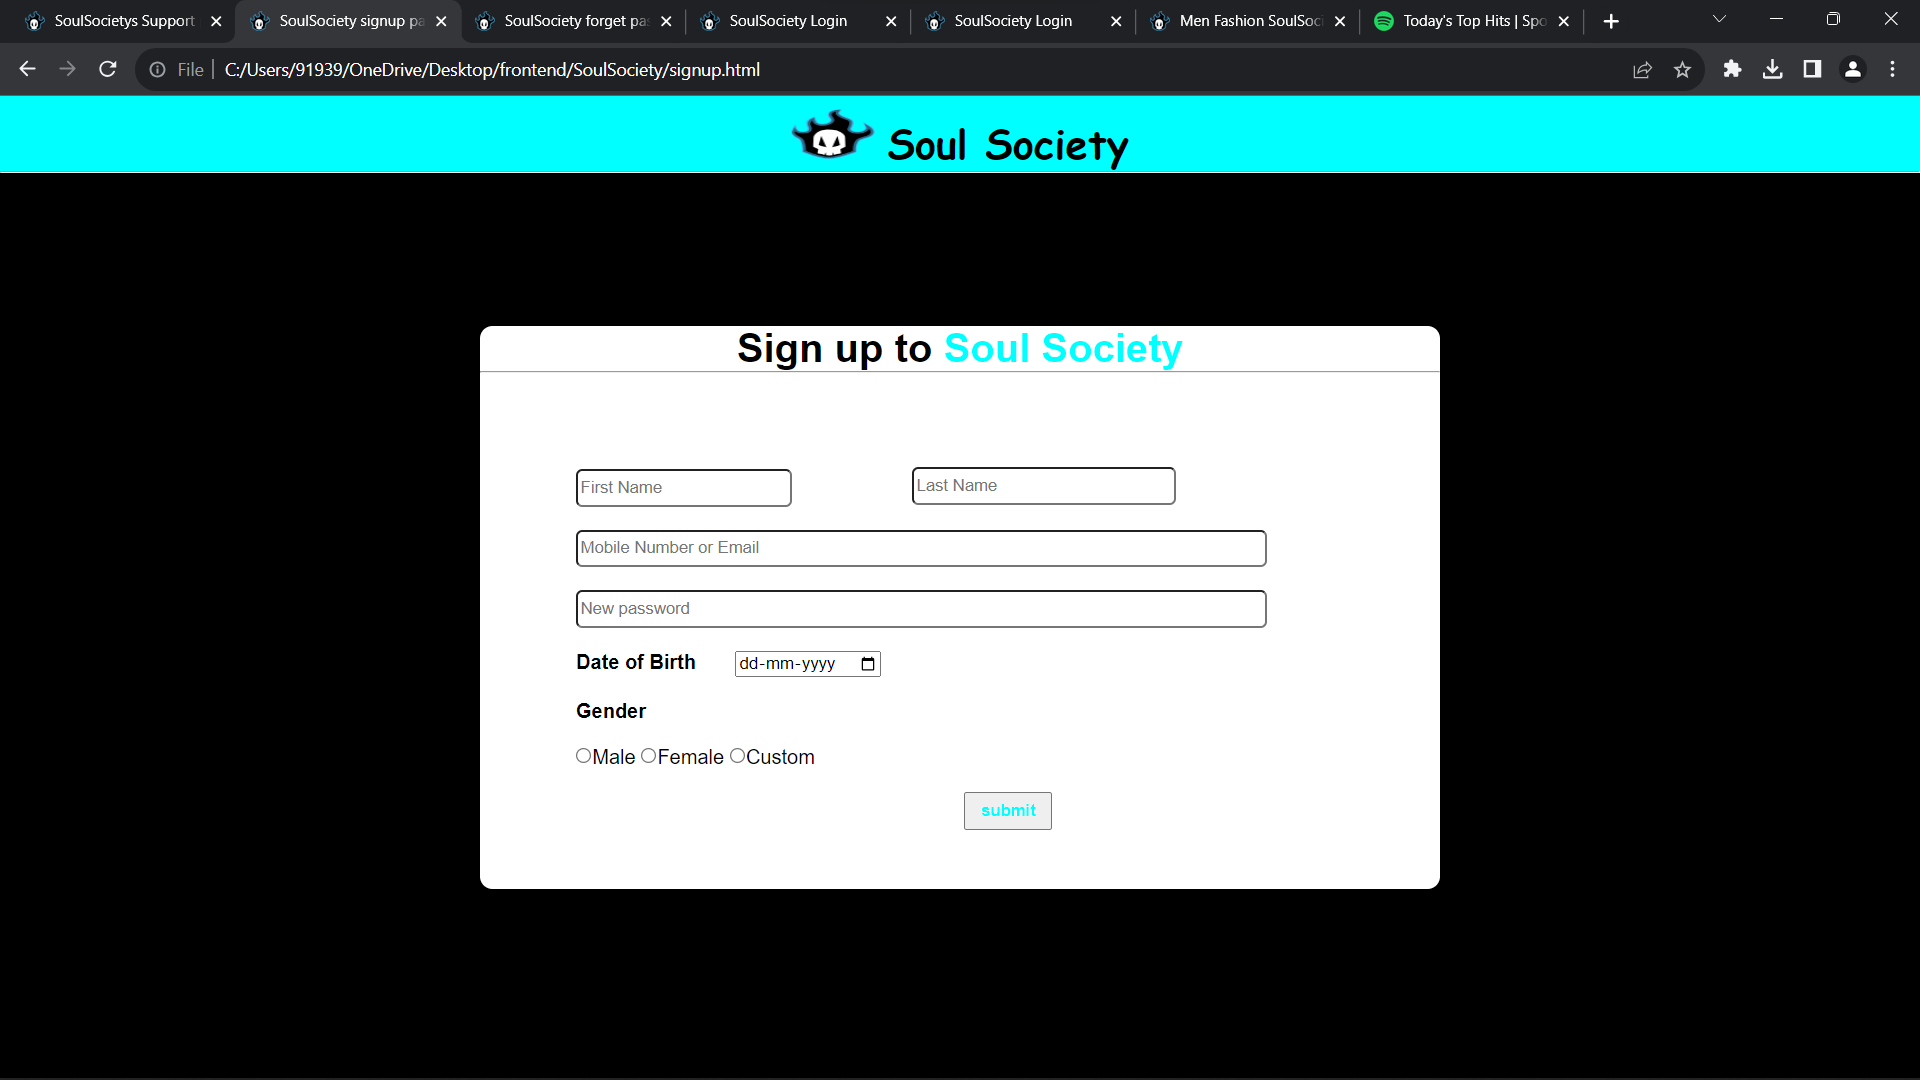 SoulSocietys Support
SoulSociety signup pa
SoulSociety forget pas
SoulSociety Login
SoulSociety Login
Men Fashion SoulSoci
Today's Top Hits | Spo
File
C:/Users/91939/OneDrive/Desktop/frontend/SoulSociety/signup.html
Soul Society
Sign up to Soul Society
First Name
Last Name
Mobile Number or Email
New password
Date of Birth
dd-mm-yyyy
Gender
Male Female Custom
submit